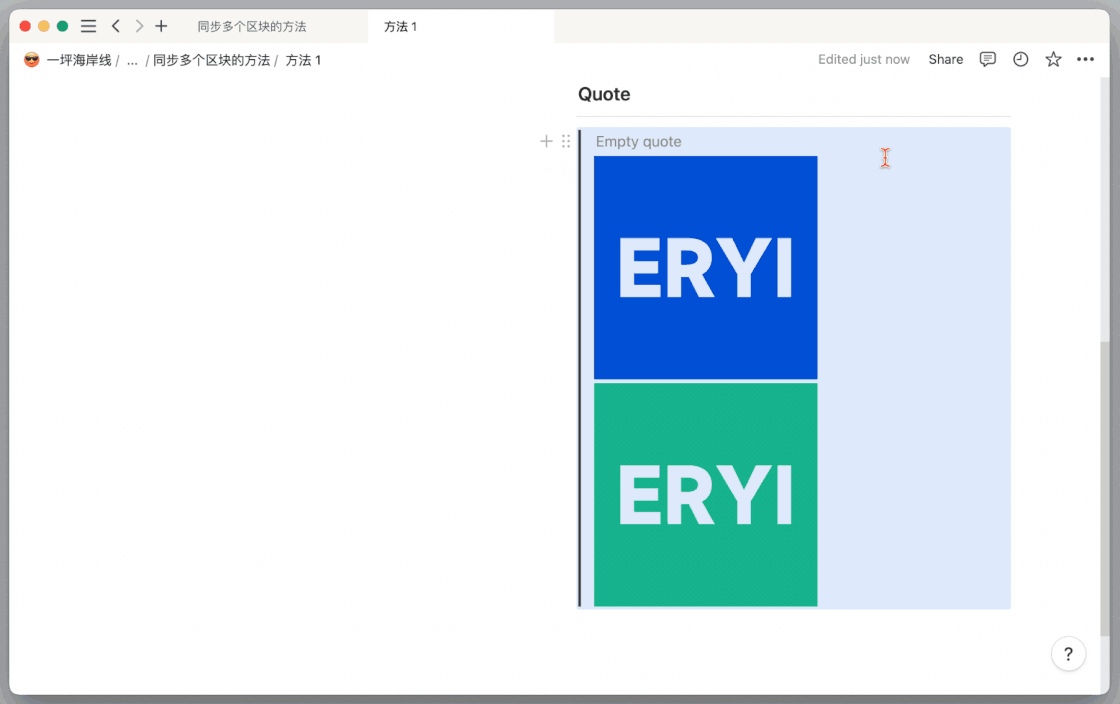 同步多个区块的方法
方法 1
一坪海岸线 / ... / 同步多个区块的方法 / 方法 1
Edited just now
Share
Quote
Empty quote
ERYI
ERYI
?